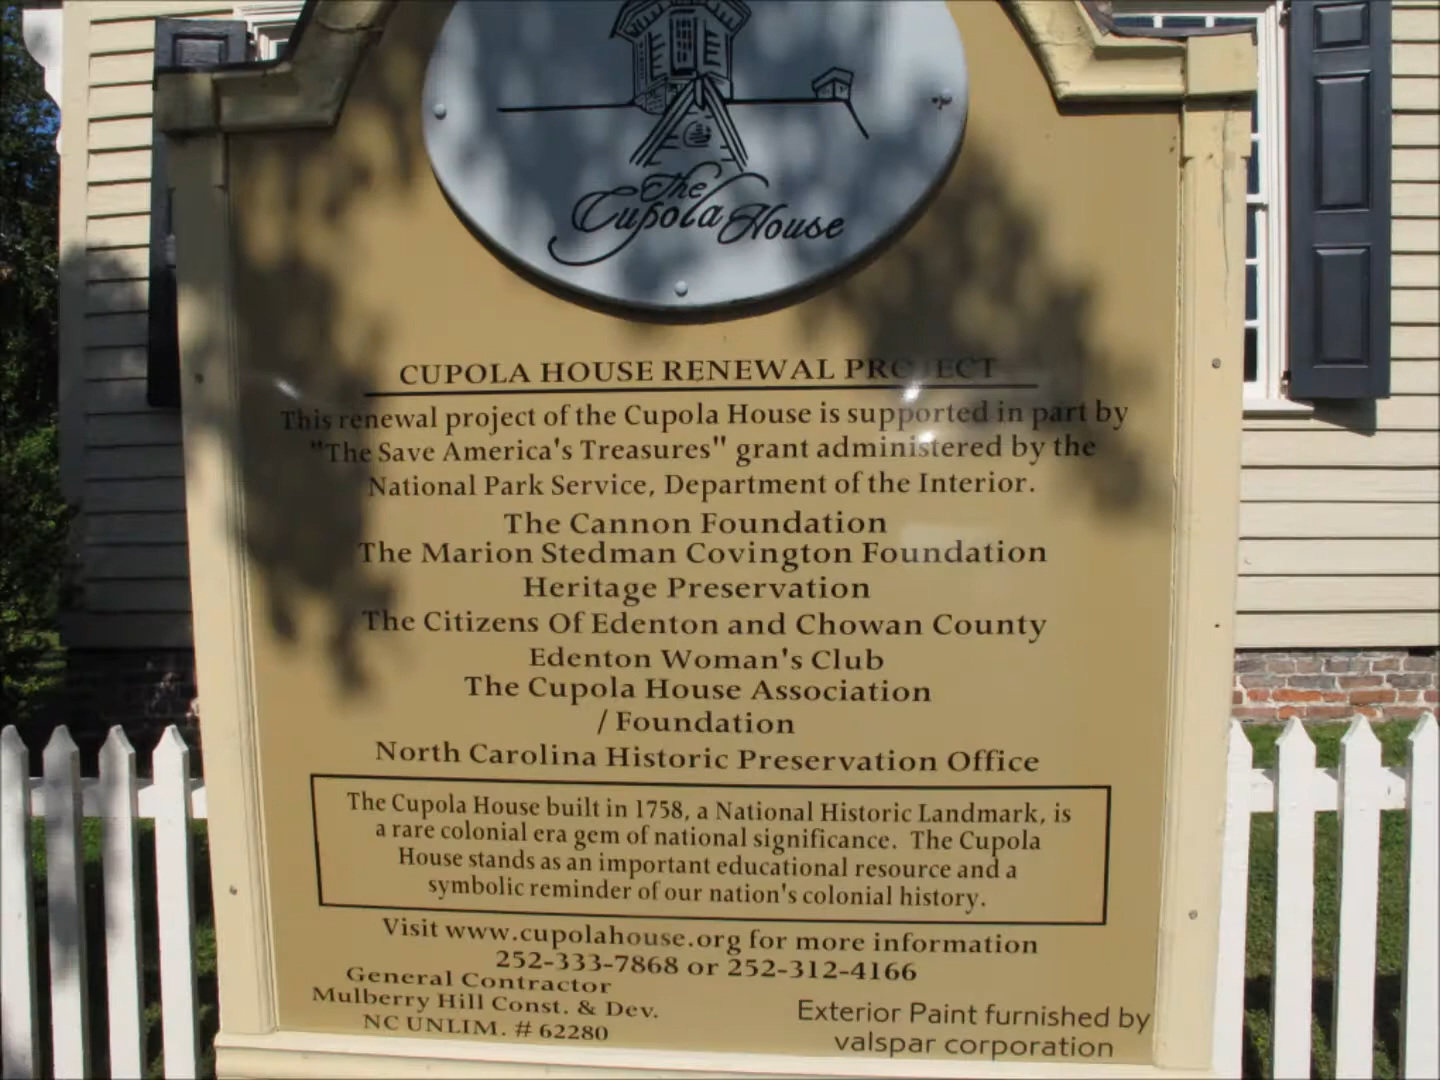 The
Cupola House
CUPOLA HOUSE RENEWAL PROJECT
This renewal project of the Cupola House is supported in part by
"The Save America's Treasures" grant administered by the
National Park Service, Department of the Interior.
The Cannon Foundation
The Marion Stedman Covington Foundation
Heritage Preservation
The Citizens Of Edenton and Chowan County
Edenton Woman's Club
The Cupola House Association
/ Foundation
North Carolina Historic Preservation Office
The Cupola House built in 1758, a National Historic Landmark, is
a rare colonial era gem of national significance. The Cupola
House stands as an important educational resource and a
symbolic reminder of our nation's colonial history.
Visit www.cupolahouse.org for more information
252-333-7868 or 252-312-4166
General Contractor
Mulberry Hill Const. & Dev.
NC UNLIM. # 62280
Exterior Paint furnished by
valspar corporation